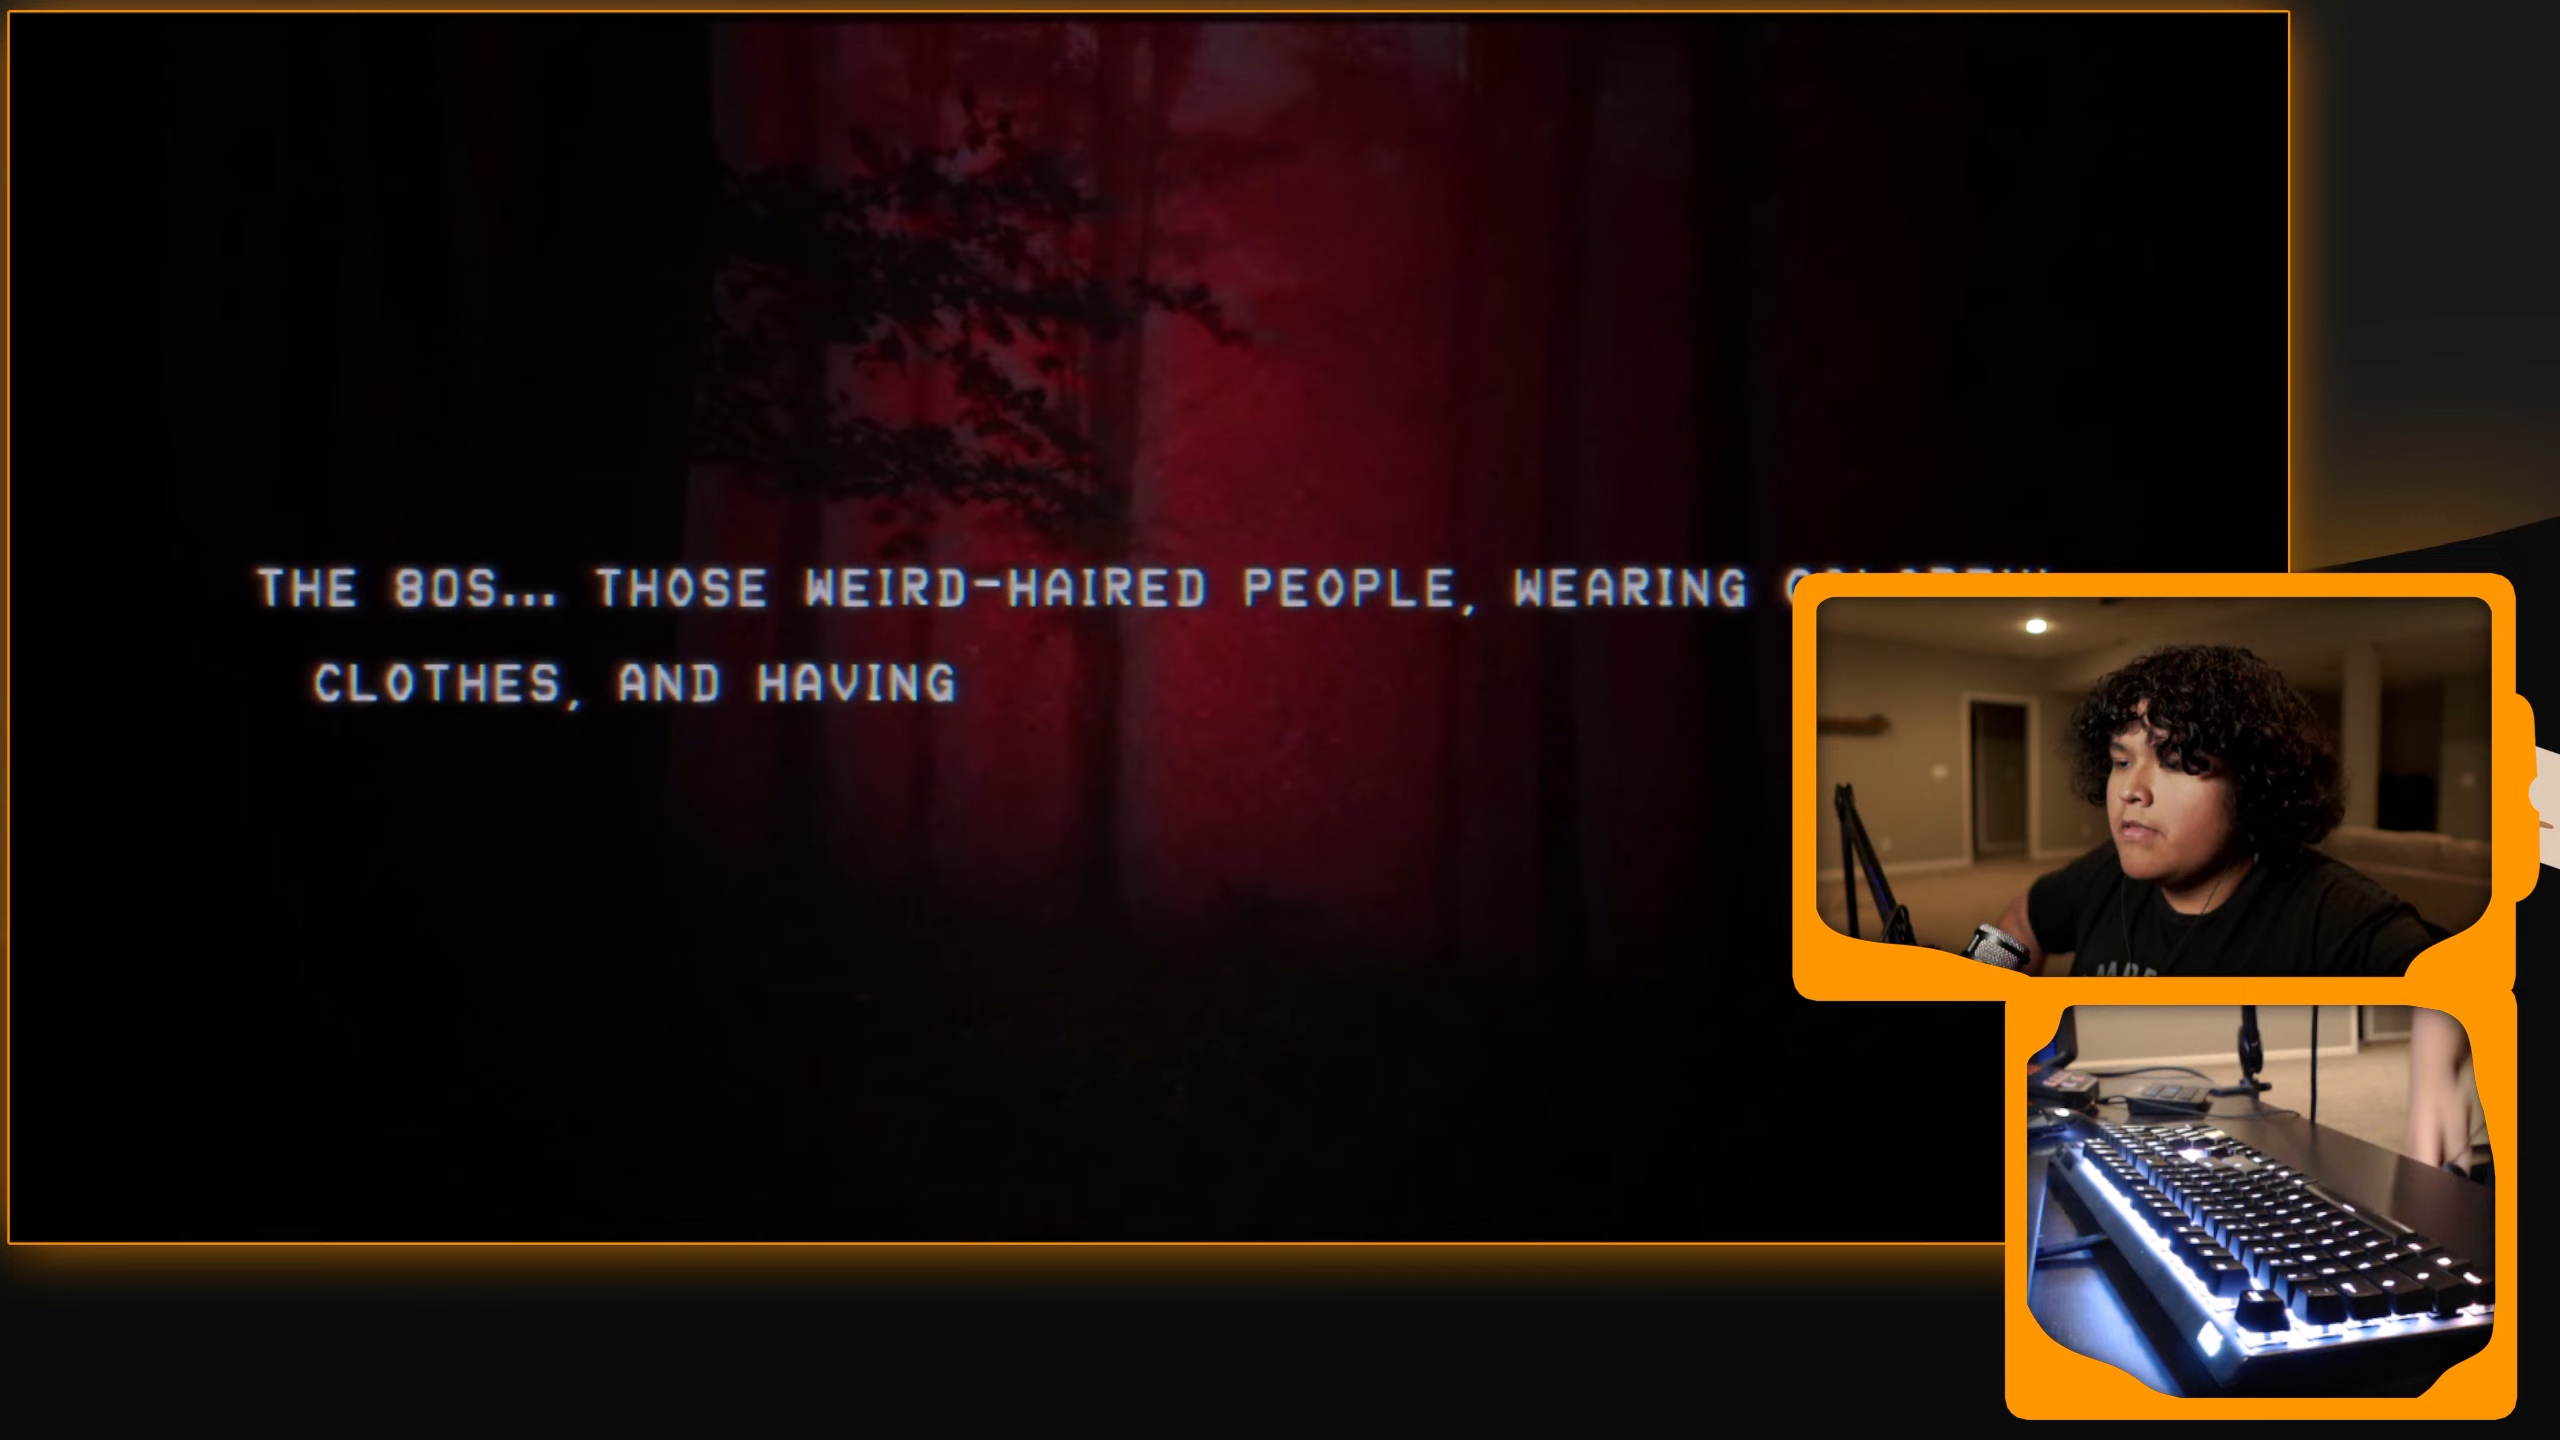 THE 80S... THOSE WEIRD-HAIRED PEOPLE, WEARING
CLOTHES, AND HAVING